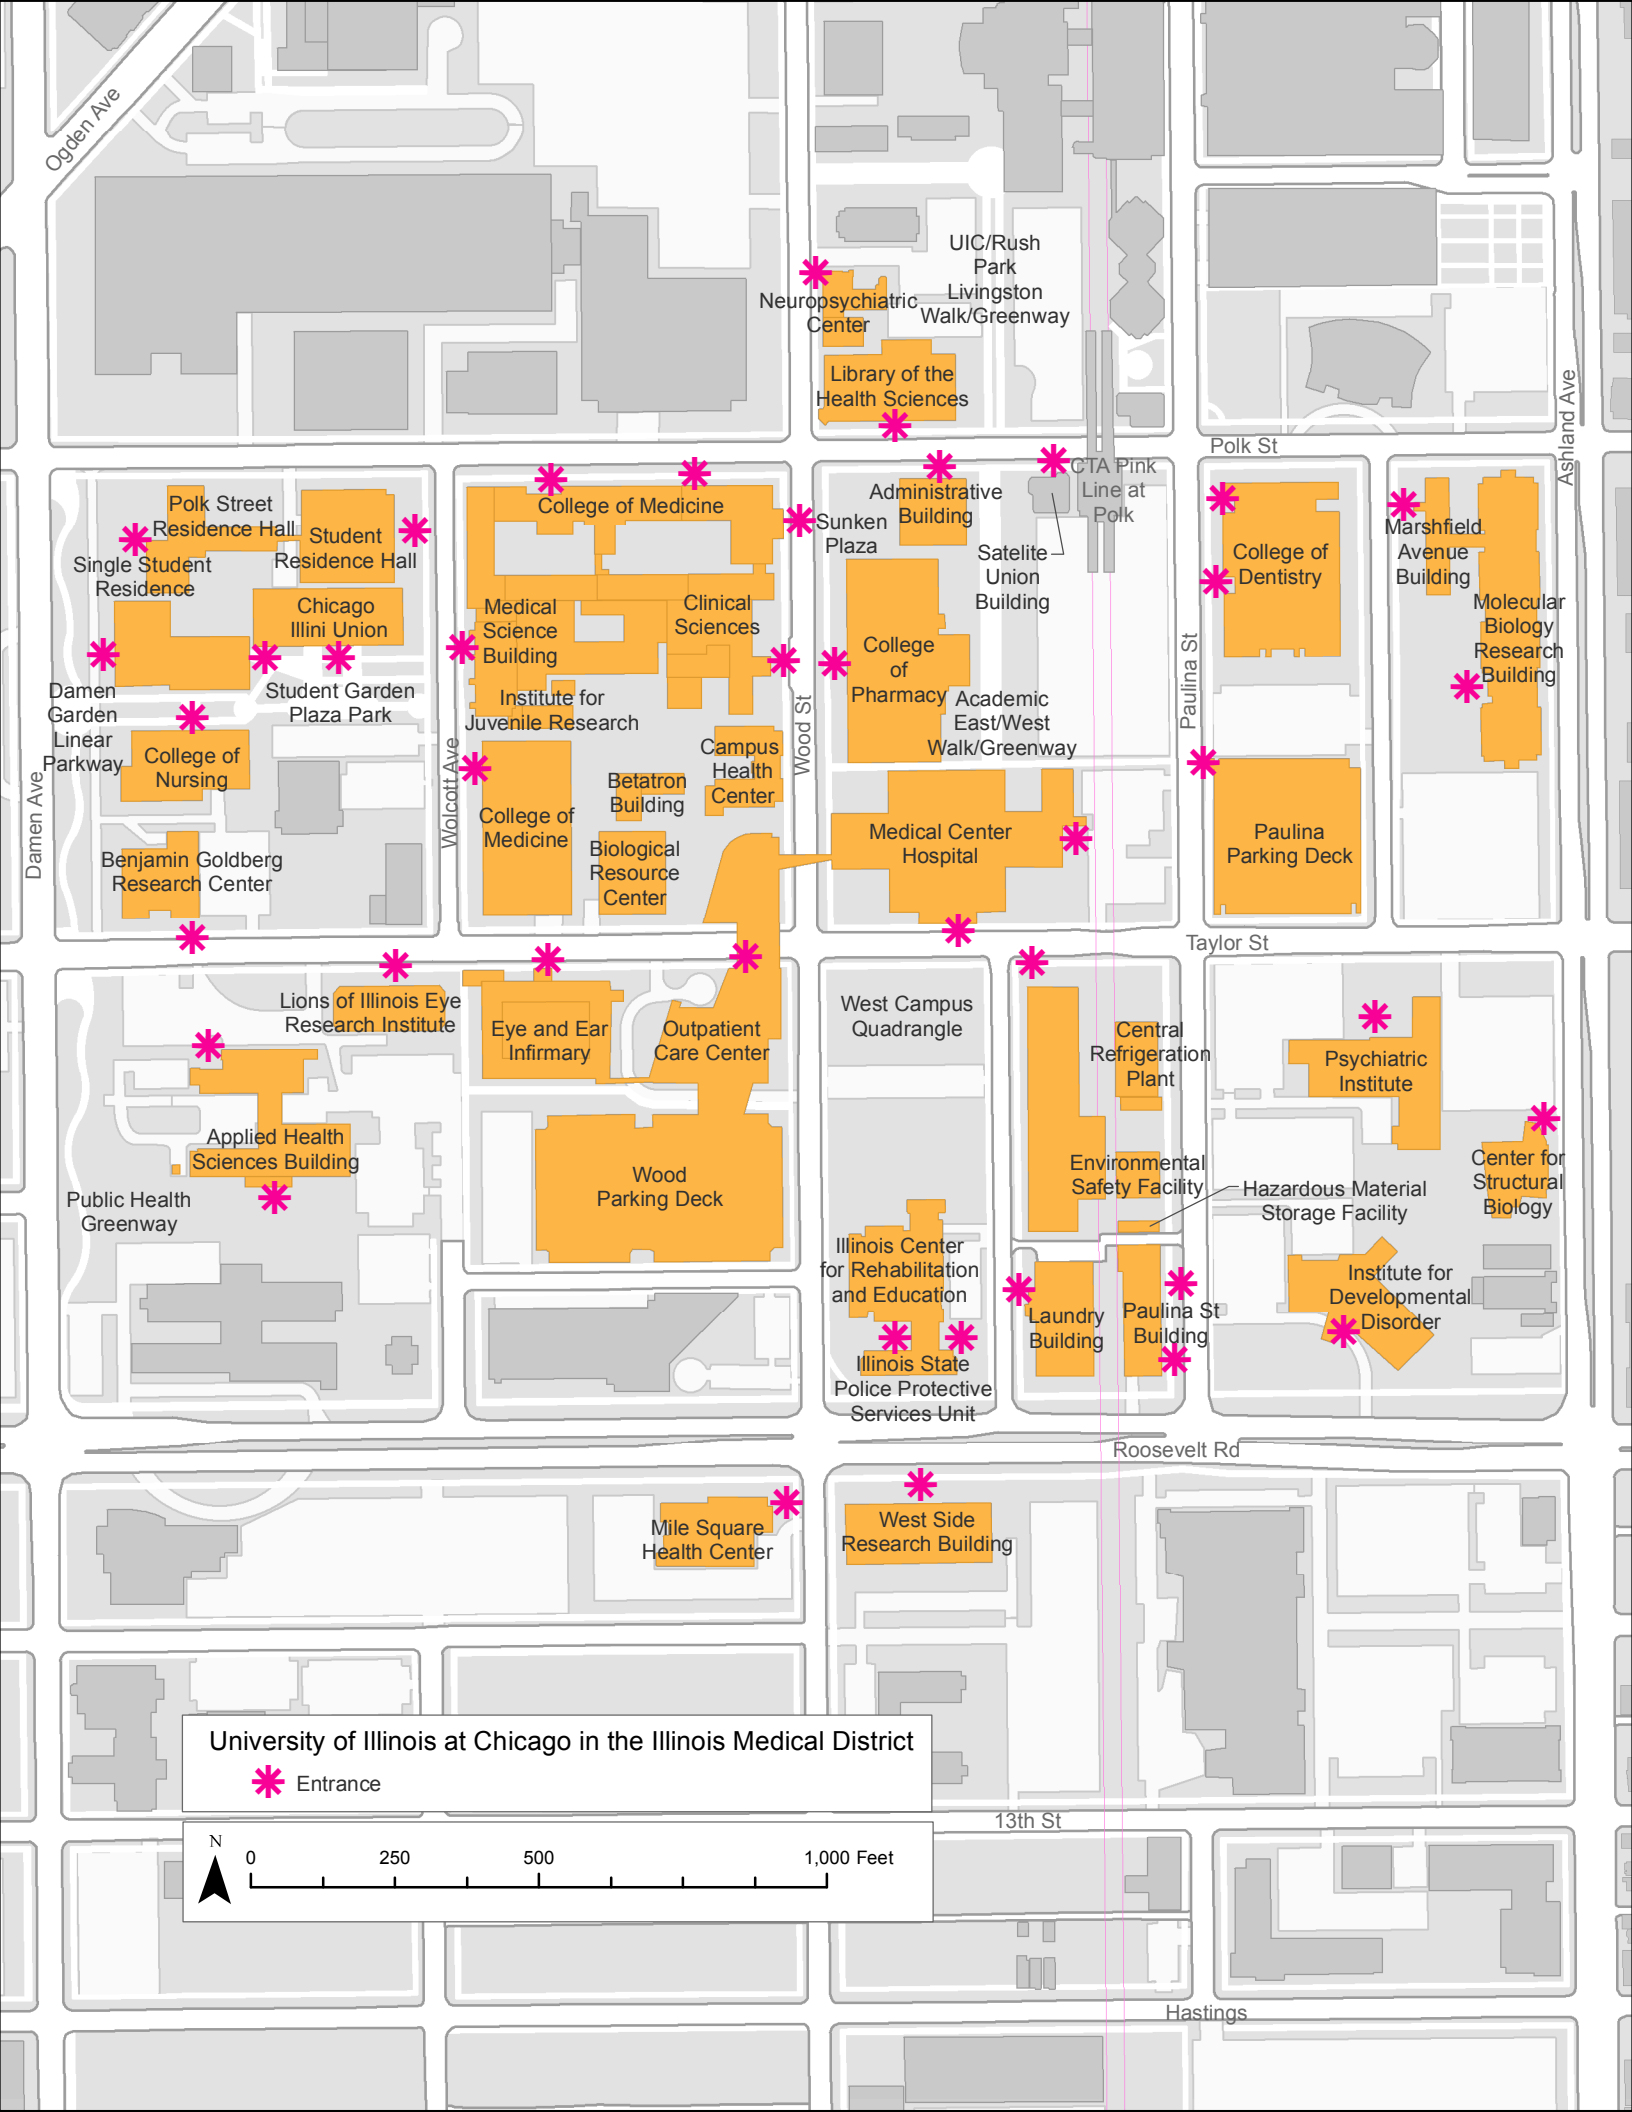 Ogden Ave
UIC/Rush
Park
Livingston
Walk/Greenway
Neuropsychiatric
Center
Library of the
Health Sciences
Ashland Ave
Polk St
CTA Pink
Line at
Polk
Polk Street
Residence Hall
Student
Residence Hall
Single Student
Residence
Chicago
Illini Union
College of Medicine
Sunken
Plaza
Administrative
Building
Satelite
Union
Building
College of
Dentistry
Marshfield
Avenue
Building
Molecular
Biology
Research
Building
Medical
Science
Building
Clinical
Sciences
College
of
Pharmacy
Paulina St
Damen
Garden
Linear
Parkway
Student Garden
Plaza Park
Institute for
Juvenile Research
Academic
East/West
Walk/Greenway
Wood St
College of
Nursing
Damen Ave
Wolcott Ave
Campus
Health
Center
Betatron
Building
College of
Medicine
Biological
Resource
Center
Medical Center
Hospital
Paulina
Parking Deck
Benjamin Goldberg
Research Center
Taylor St
Lions of Illinois Eye
Research Institute
Eye and Ear
Infirmary
Outpatient
Care Center
West Campus
Quadrangle
Central
Refrigeration
Plant
Psychiatric
Institute
Applied Health
Sciences Building
Public Health
Greenway
Wood
Parking Deck
Environmental
Safety Facility
Hazardous Material
Storage Facility
Center for
Structural
Biology
Illinois Center
for Rehabilitation
and Education
Laundry
Building
Paulina St
Building
Institute for
Developmental
Disorder
Illinois State
Police Protective
Services Unit
Roosevelt Rd
Mile Square
Health Center
West Side
Research Building
University of Illinois at Chicago in the Illinois Medical District
Entrance
13th St
N
0 250 500 1,000 Feet
Hastings